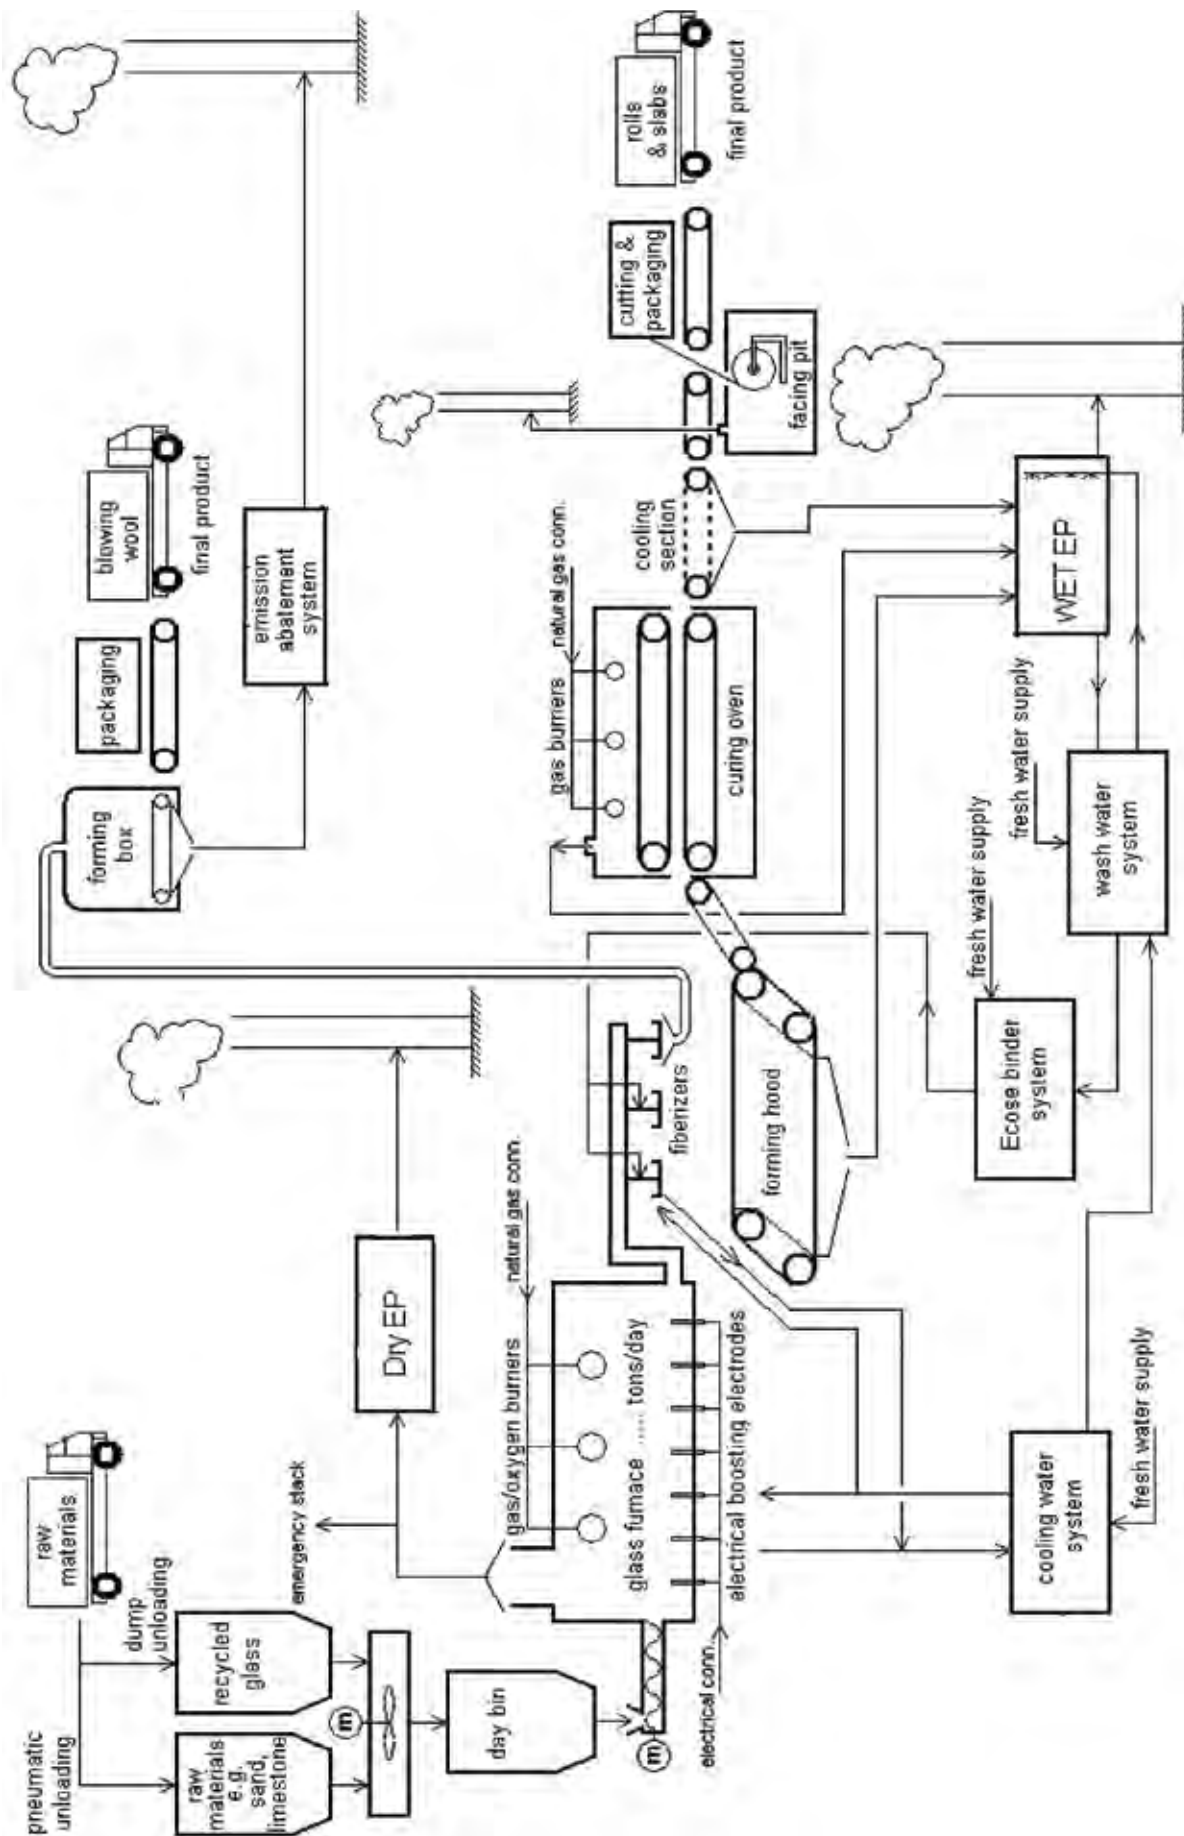 pneumatic
unloading
dump
unloading
raw
materials
raw
materials
e.g.
sand,
limestone
recycled
glass
m
day bin
m
emergency stack
Dry EP
gas/oxygen burners
natural gas conn.
glass furnace ..... tons/day
electrical boosting electrodes
electrical conn.
cooling water
system
fresh water supply
fiberizers
forming hood
Ecose binder
system
fresh water supply
wash water
system
fresh water supply
WET EP
forming
box
packaging
blowing
wool
final product
emission
abatement
system
gas burners
natural gas conn.
curing oven
cooling
section
facing pit
cutting &
packaging
rolls
& slabs
final product